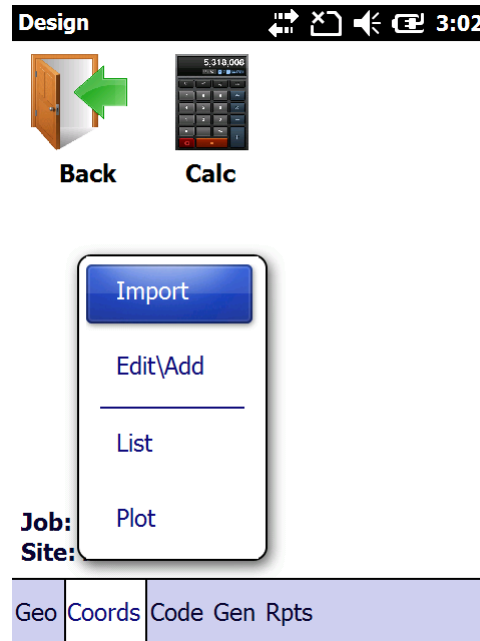 Design 3:02
5,318,006
Back Calc
Import
Edit\Add
List
Plot
Job:
Site:
Geo Coords Code Gen Rpts